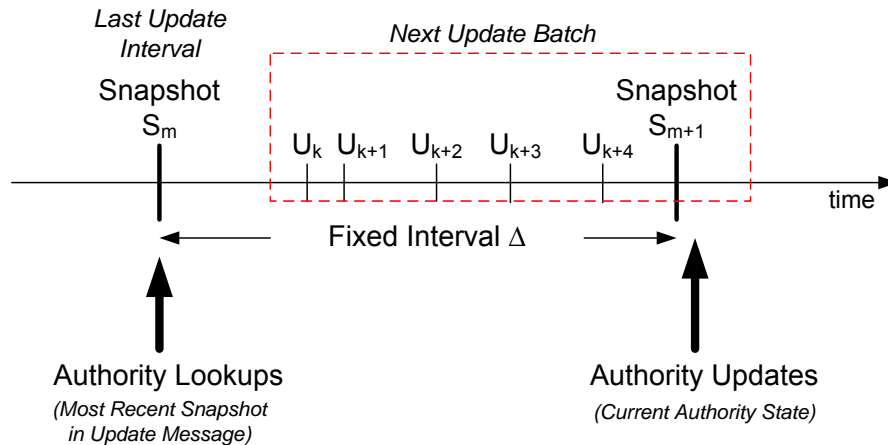 Last Update
Interval
Next Update Batch
Snapshot
Sm
Snapshot
Sm+1
Uk
Uk+1
Uk+2
Uk+3
Uk+4
time
Fixed Interval Δ
Authority Lookups
(Most Recent Snapshot
in Update Message)
Authority Updates
(Current Authority State)